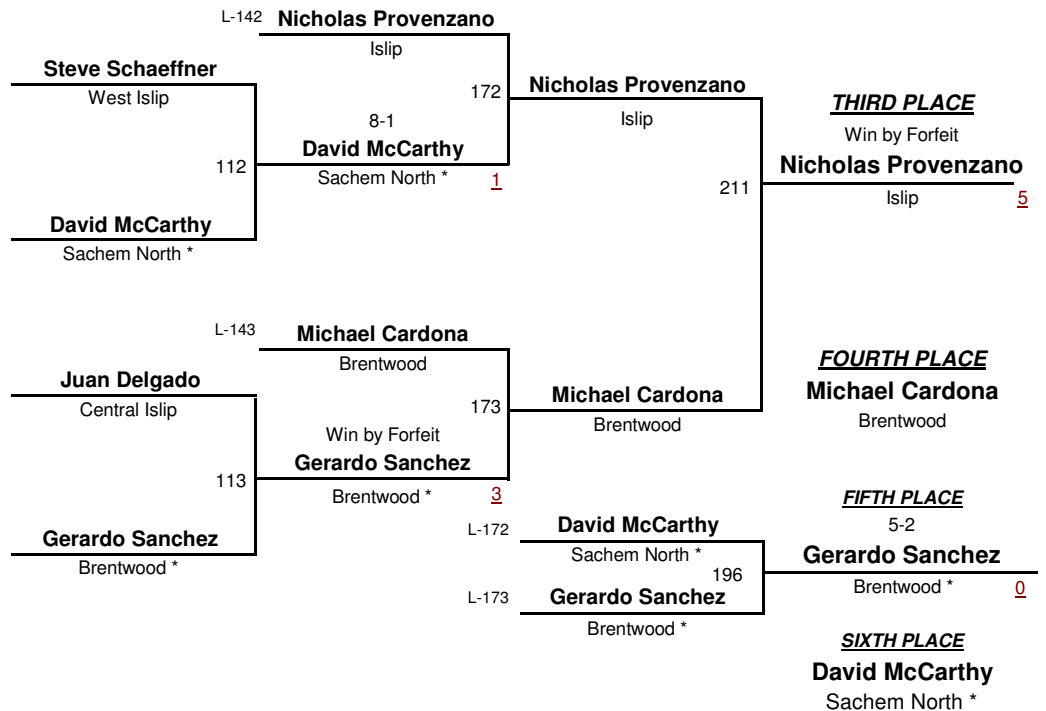 L-142 Nicholas Provenzano
Islip
Steve Schaeffner
West Islip
172
Nicholas Provenzano
Islip
8-1
David McCarthy
Sachem North * 1
112
David McCarthy
Sachem North *
THIRD PLACE
Win by Forfeit
Nicholas Provenzano
Islip 5
211
L-143 Michael Cardona
Brentwood
Juan Delgado
Central Islip
173
Michael Cardona
Brentwood
Win by Forfeit
Gerardo Sanchez
Brentwood * 3
113
Gerardo Sanchez
Brentwood *
FOURTH PLACE
Michael Cardona
Brentwood
L-172 David McCarthy
Sachem North *
196
L-173 Gerardo Sanchez
Brentwood *
FIFTH PLACE
5-2
Gerardo Sanchez
Brentwood * 0
SIXTH PLACE
David McCarthy
Sachem North *